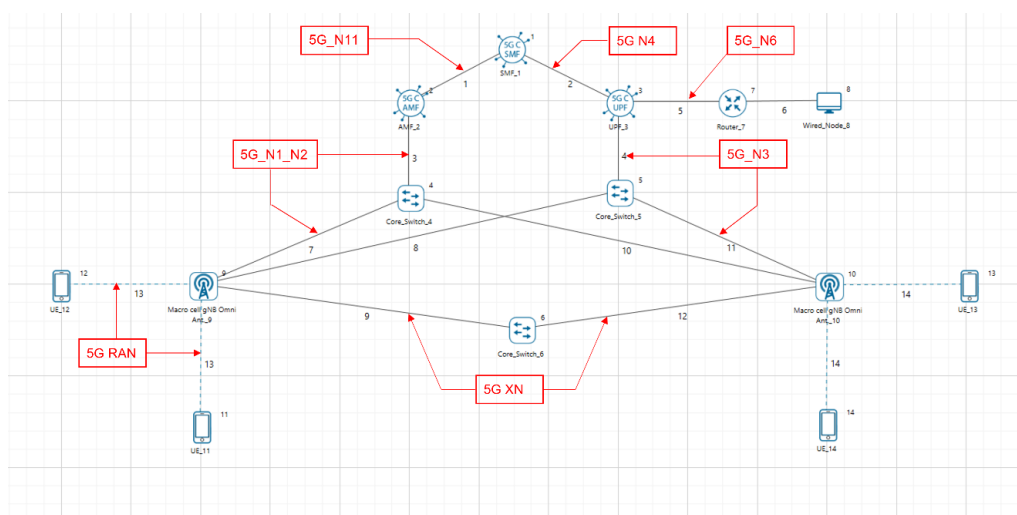 5G_N11
5G N4
5G_N6
5G C
SMF
1
SMF_1
1
2
5G C
AMF
2
AMF_2
5G C
UPF
3
UPF_3
5
7
Router_7
6
8
Wired_Node_8
5G_N1_N2
3
4
5G_N3
4
Core_Switch_4
5
Core_Switch_5
7
8
10
11
12
UE_12
13
9
Macro cell gNB Omni
Ant_9
10
Macro cell gNB Omni
Ant_10
14
13
UE_13
9
6
Core_Switch_6
12
5G RAN
13
5G XN
14
11
UE_11
14
UE_14